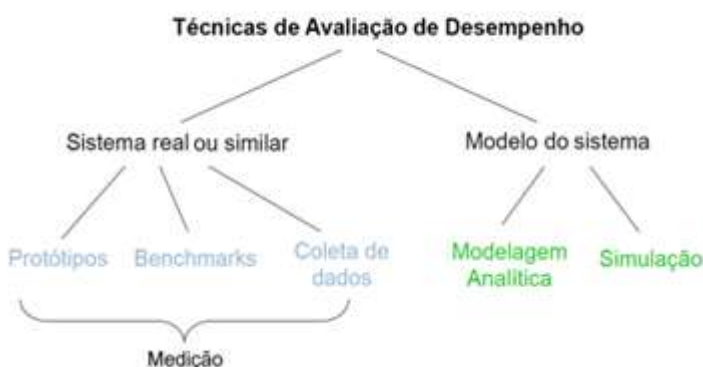 Técnicas de Avaliação de Desempenho
Sistema real ou similar
Modelo do sistema
Protótipos
Benchmarks
Coleta de
dados
Modelagem
Analítica
Simulação
Medição